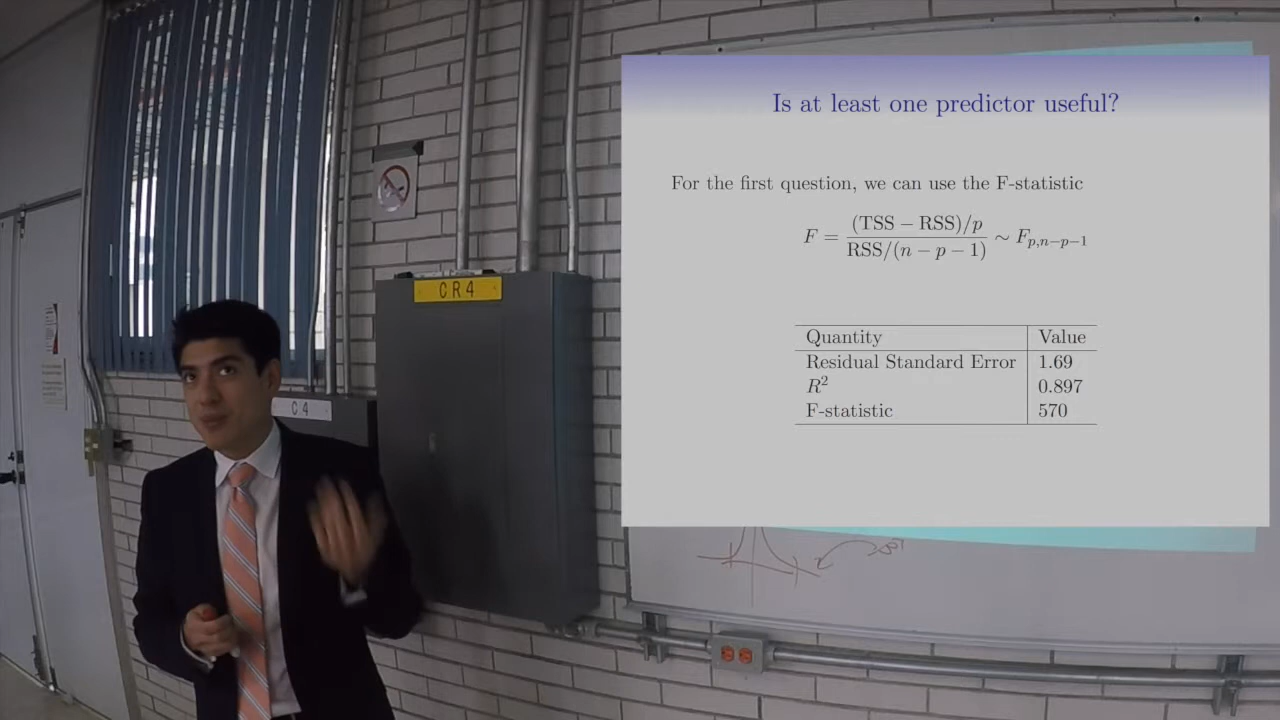 Is at least one predictor useful?
For the first question, we can use the F-statistic
F = (TSS − RSS)/p / RSS/(n − p − 1) ∼ F_{p,n−p−1}
Quantity Value
Residual Standard Error 1.69
R² 0.897
F-statistic 570
CR4
C4